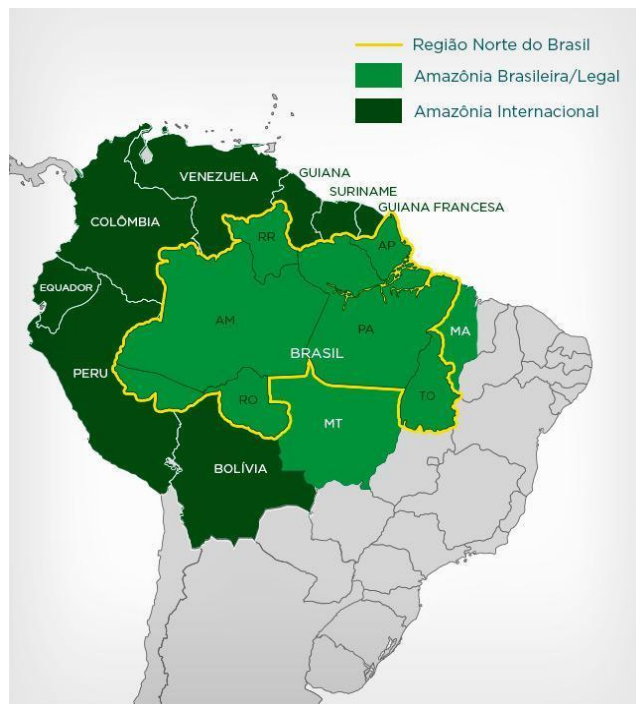 Região Norte do Brasil
Amazônia Brasileira/Legal
Amazônia Internacional
VENEZUELA
GUIANA
SURINAME
GUIANA FRANCESA
COLÔMBIA
RR
AP
EQUADOR
AM
PA
MA
BRASIL
PERU
RO
TO
MT
BOLÍVIA